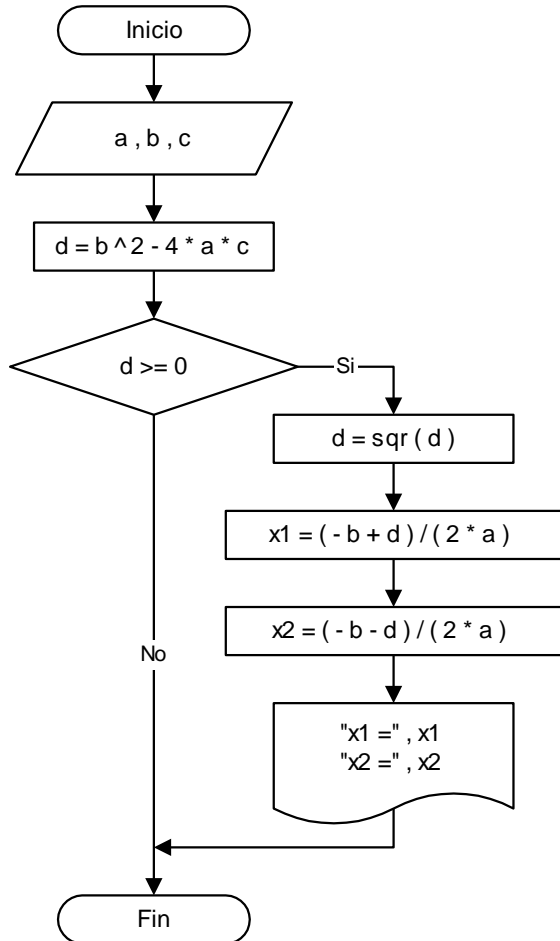 Inicio
a , b , c
d = b ^ 2 - 4 * a * c
d >= 0
Si
d = sqr ( d )
x1 = ( - b + d ) / ( 2 * a )
x2 = ( - b - d ) / ( 2 * a )
No
"x1 =" , x1
"x2 =" , x2
Fin